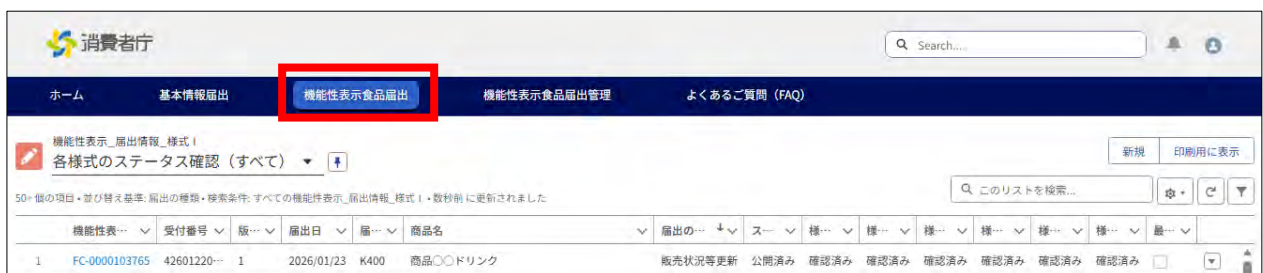 消費者庁
Search....
ホーム 基本情報届出 機能性表示食品届出 機能性表示食品届出管理 よくあるご質問（FAQ）
機能性表示_届出情報_様式Ⅰ
各様式のステータス確認（すべて）
新規 印刷用に表示
50+ 個の項目・並び替え基準: 届出の種類・検索条件: すべての機能性表示_届出情報_様式Ⅰ・数秒前 に更新されました
このリストを検索...
機能性表… 受付番号 版… 届出日 届… 商品名 届出の… ス… 様… 様… 様… 様… 様… 様… 最…
1 FC-0000103765 42601220… 1 2026/01/23 K400 商品○○ドリンク 販売状況等更新 公開済み 確認済み 確認済み 確認済み 確認済み 確認済み 確認済み